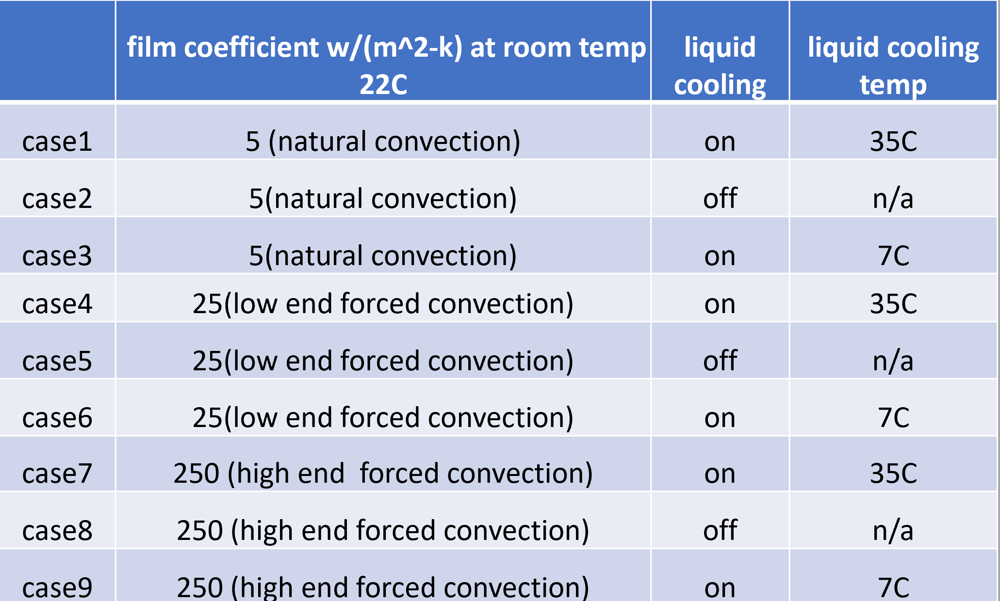 film coefficient w/(m^2-k) at room temp
22C
liquid
cooling
liquid cooling
temp
case1 5 (natural convection) on 35C
case2 5(natural convection) off n/a
case3 5(natural convection) on 7C
case4 25(low end forced convection) on 35C
case5 25(low end forced convection) off n/a
case6 25(low end forced convection) on 7C
case7 250 (high end  forced convection) on 35C
case8 250 (high end forced convection) off n/a
case9 250 (high end forced convection) on 7C